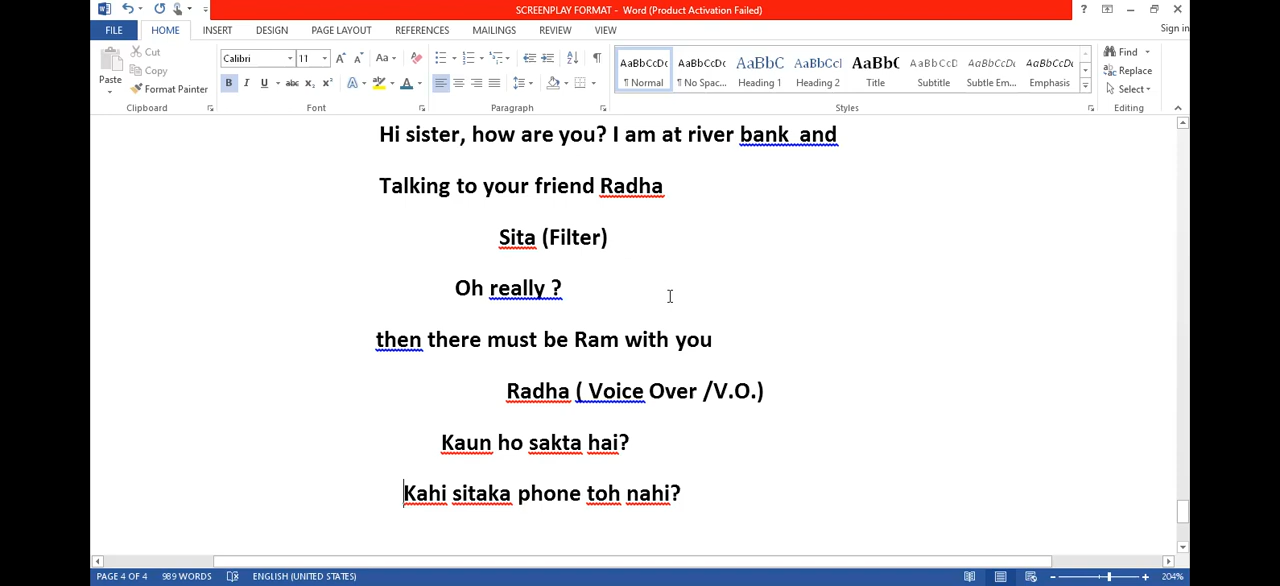 SCREENPLAY FORMAT - Word (Product Activation Failed)
?
FILE HOME INSERT DESIGN PAGE LAYOUT REFERENCES MAILINGS REVIEW VIEW Sign in
Paste
Cut
Copy
Format Painter
Clipboard
Calibri 11
Font
Paragraph
AaBbCcDc AaBbCcDc AaBbC AaBbCcl AaBbC AaBbCcD AaBbCcDc AaBbCcDc
¶ Normal ¶ No Spac... Heading 1 Heading 2 Title Subtitle Subtle Em... Emphasis
Styles
Find
Replace
Select
Editing
Hi sister, how are you? I am at river bank  and
Talking to your friend Radha
Sita (Filter)
Oh really ?
then there must be Ram with you
Radha ( Voice Over /V.O.)
Kaun ho sakta hai?
Kahi sitaka phone toh nahi?
PAGE 4 OF 4 989 WORDS ENGLISH (UNITED STATES) 204%